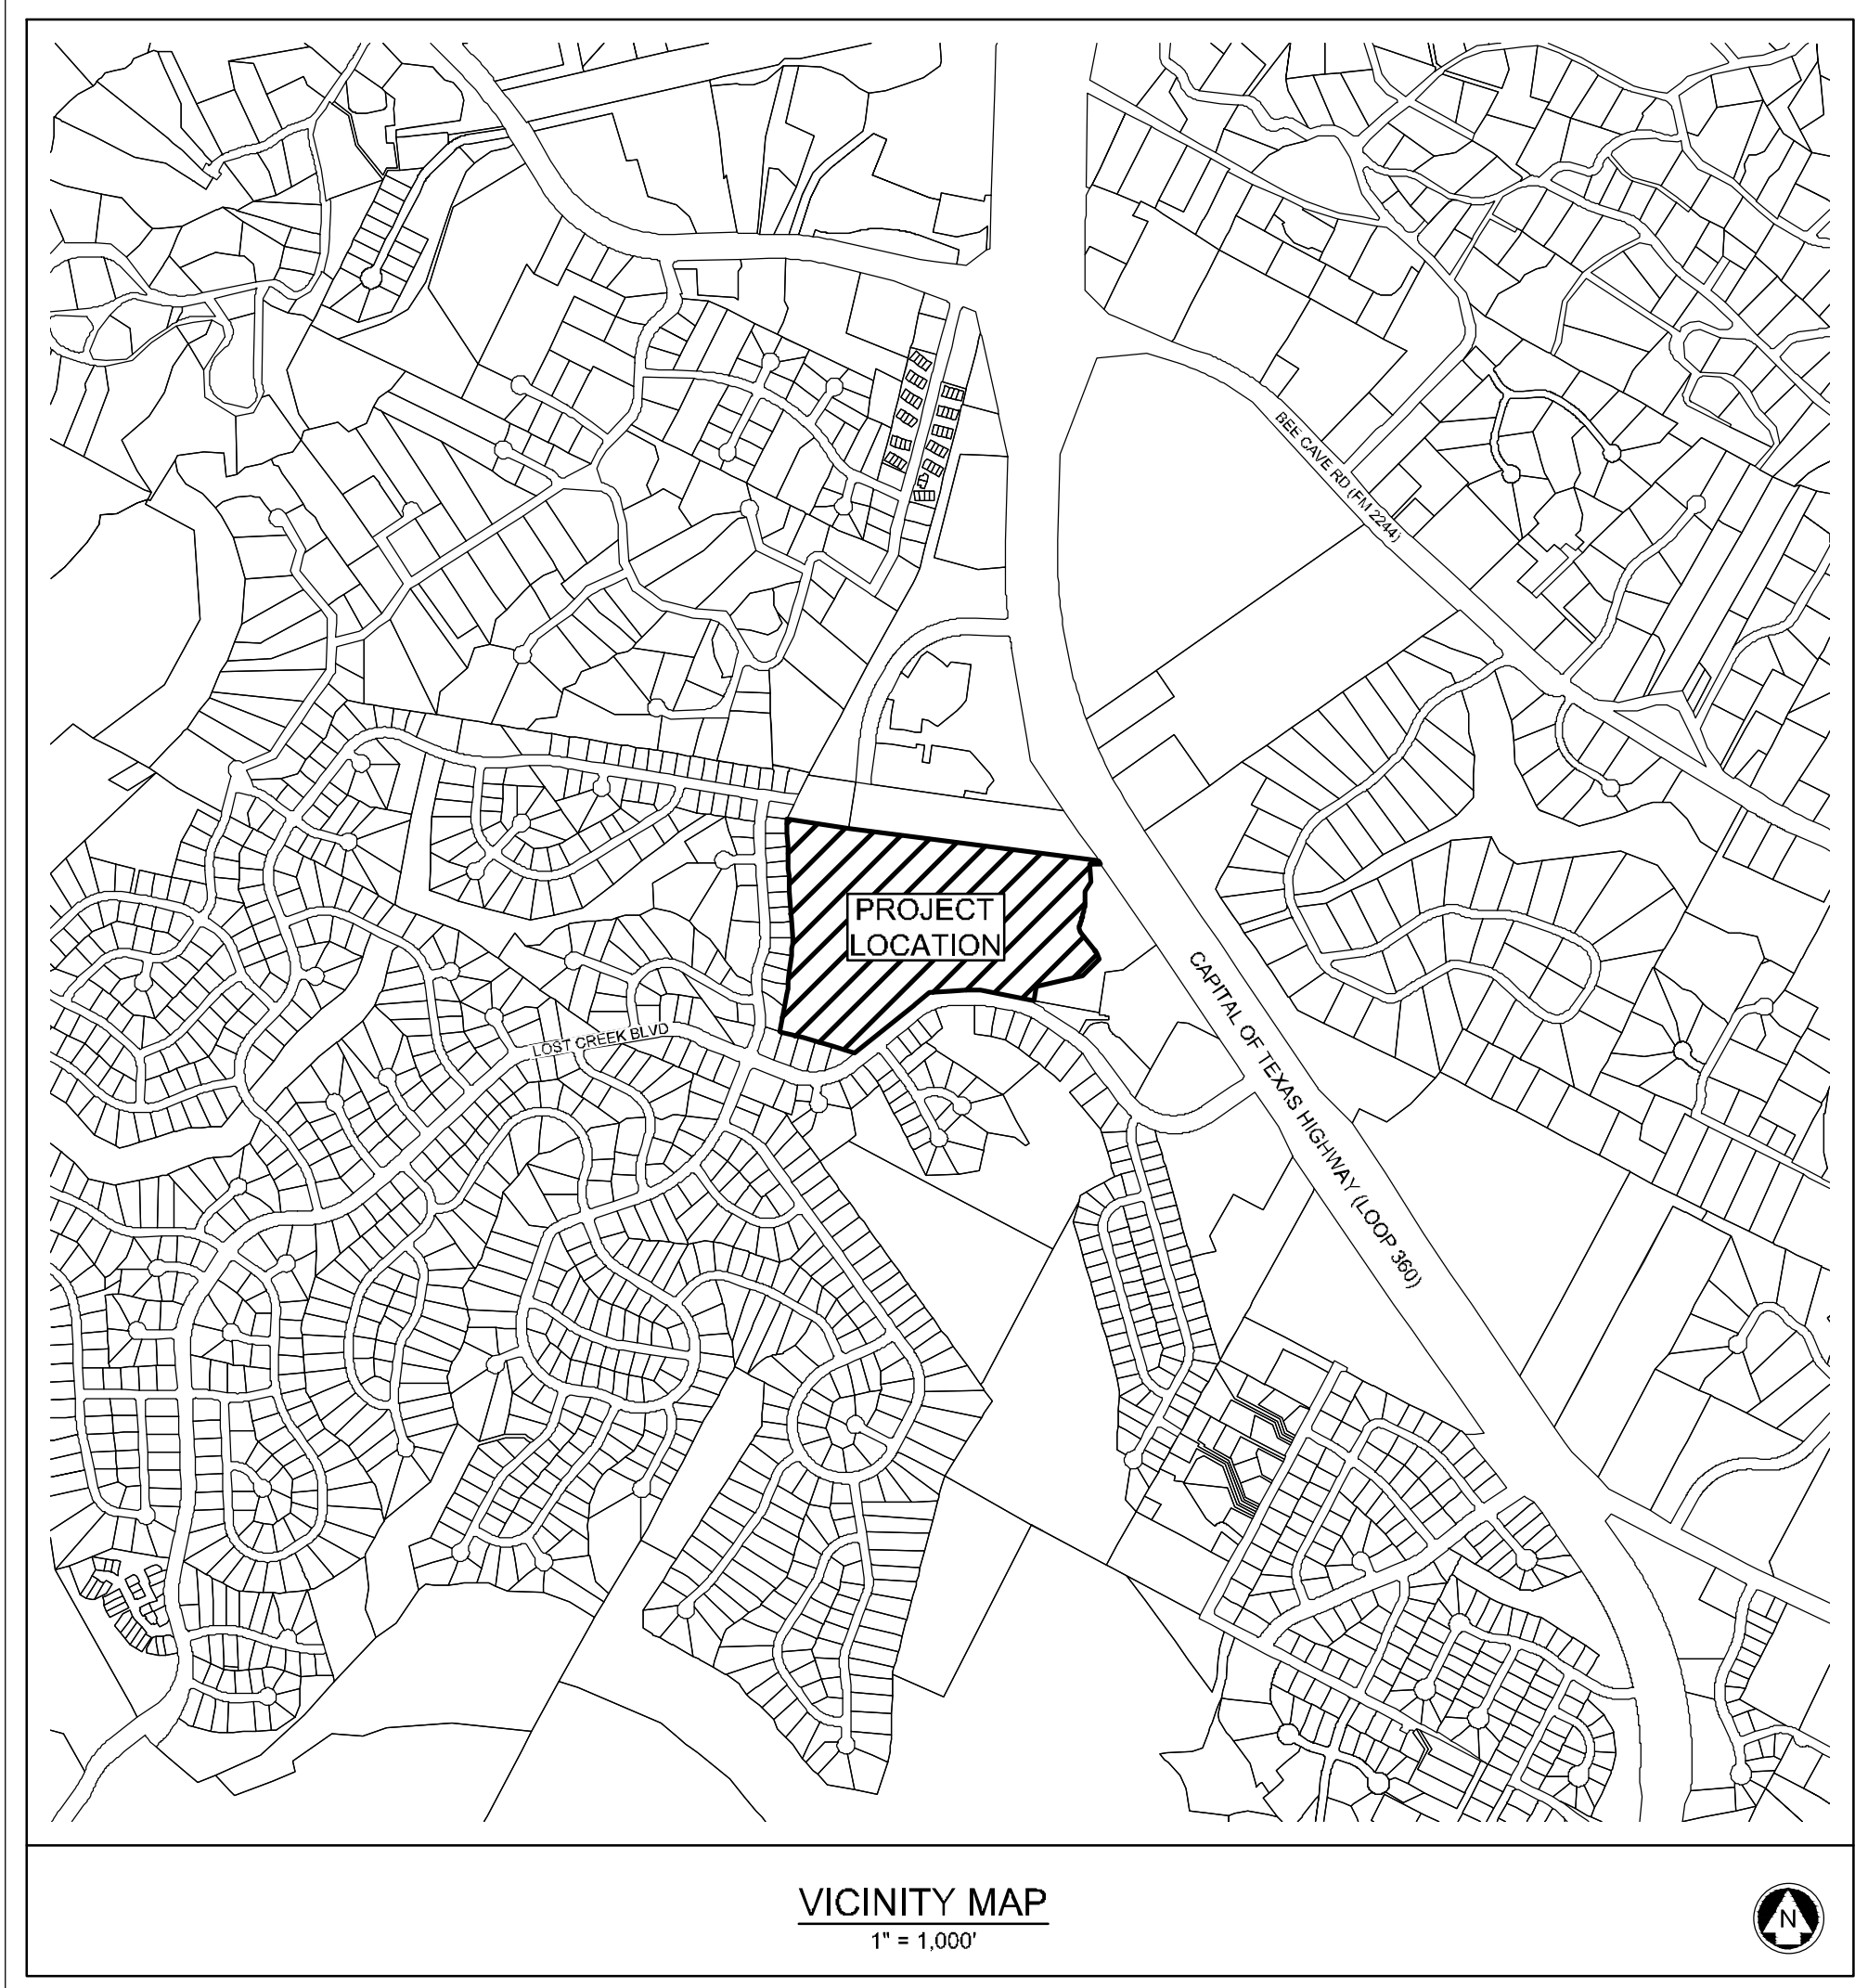 BEE CAVE RD (FM 2244)
PROJECT
LOCATION
CAPITAL OF TEXAS HIGHWAY (LOOP 360)
LOST CREEK BLVD
VICINITY MAP
1" = 1,000'
N